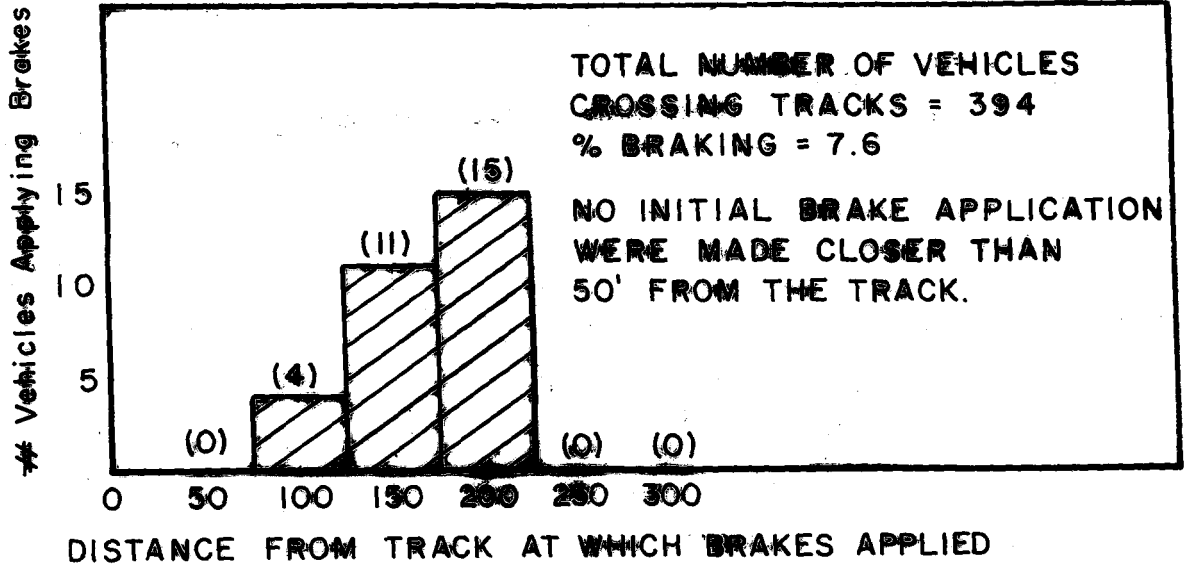 # Vehicles Applying Brakes
TOTAL NUMBER OF VEHICLES
CROSSING TRACKS = 394
% BRAKING = 7.6
NO INITIAL BRAKE APPLICATION
WERE MADE CLOSER THAN
50' FROM THE TRACK.
15
10
5
(0) (4) (11) (15) (0) (0)
0 50 100 150 200 250 300
DISTANCE FROM TRACK AT WHICH BRAKES APPLIED